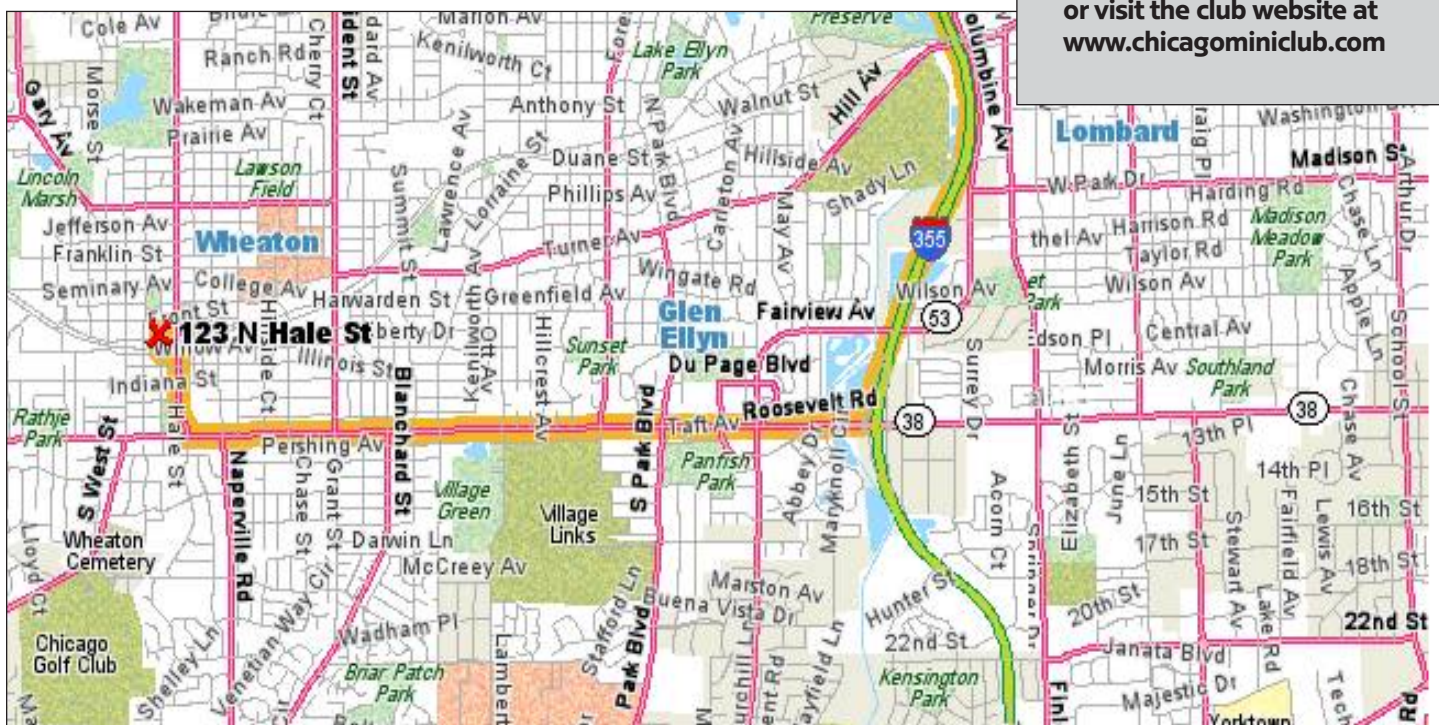 or visit the club website at
www.chicagominiclub.com
Cole Av
Marion Av
Preserve
Ranch Rd
Cherry Ct
Kenilworth Ct
Lake Ellyn
Park
Gary Av
Morse St
Wakeman Av
Prairie Av
Anthony St
Walnut St
Hill Av
Lombard
Washington
Madison St
Arthur Dr
Lincoln
Marsh
Lawson
Field
Summit St
Lawrence Av
Lorraine St
Duane St
Phillips Av
N Park Blvd
Carleton Av
Hillside Av
Shady Ln
May Av
W Park Dr
Harding Rd
Chase Ln
Jefferson Av
Franklin St
Wheaton
Turner Av
355
Harrison Rd
Taylor Rd
Madison
Meadow
Park
Seminary Av
College Av
Harwarden St
Kenilworth Av
Greenfield Av
Wingate Rd
Wilson Av
Wilson Av
Apple Ln
123 N Hale St
Hillside Ct
Illinois St
Ott Av
Hillcrest Av
Sunset
Park
Glen
Ellyn
Fairview Av
53
Central Av
School St
Du Page Blvd
Surrey Dr
Morris Av
Southland
Park
Indiana St
Hale St
Blanchard St
S Park Blvd
Roosevelt Rd
Taft Av
38
38
Chase Av
Rathje
Park
S West St
Pershing Av
Naperville Rd
Chase St
Grant St
Village
Green
Village
Links
Panfish
Park
Abbey Dr
Elizabeth St
June Ln
13th Pl
14th Pl
15th St
16th St
17th St
18th St
Stewart Av
Fairfield Av
Lewis Av
Wheaton
Cemetery
Lloyd Ct
Darwin Ln
McCreey Av
Acorn Ct
Marston Av
Buena Vista Dr
Hunter St
20th St
22nd St
22nd St
Stafford Ln
Park Blvd
Chicago
Golf Club
Shelley Ln
Venetian Way Cir
Wadham Pl
Briar Patch
Park
Lambert
Kensington
Park
Janata Blvd
Lake Rd
Majestic Dr
Yorktown